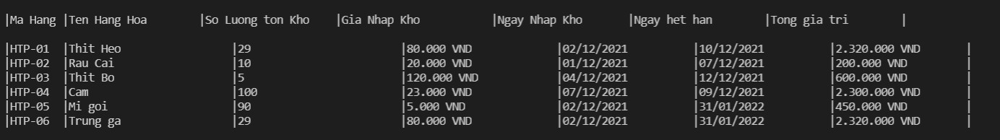 |Ma Hang |Ten Hang Hoa |So Luong ton Kho |Gia Nhap Kho |Ngay Nhap Kho |Ngay het han |Tong gia tri |
|HTP-01 |Thit Heo |29 |80.000 VND |02/12/2021 |10/12/2021 |2.320.000 VND |
|HTP-02 |Rau Cai |10 |20.000 VND |01/12/2021 |07/12/2021 |200.000 VND |
|HTP-03 |Thit Bo |5 |120.000 VND |04/12/2021 |12/12/2021 |600.000 VND |
|HTP-04 |Cam |100 |23.000 VND |07/12/2021 |09/12/2021 |2.300.000 VND |
|HTP-05 |Mi goi |90 |5.000 VND |02/12/2021 |31/01/2022 |450.000 VND |
|HTP-06 |Trung ga |29 |80.000 VND |02/12/2021 |31/01/2022 |2.320.000 VND |